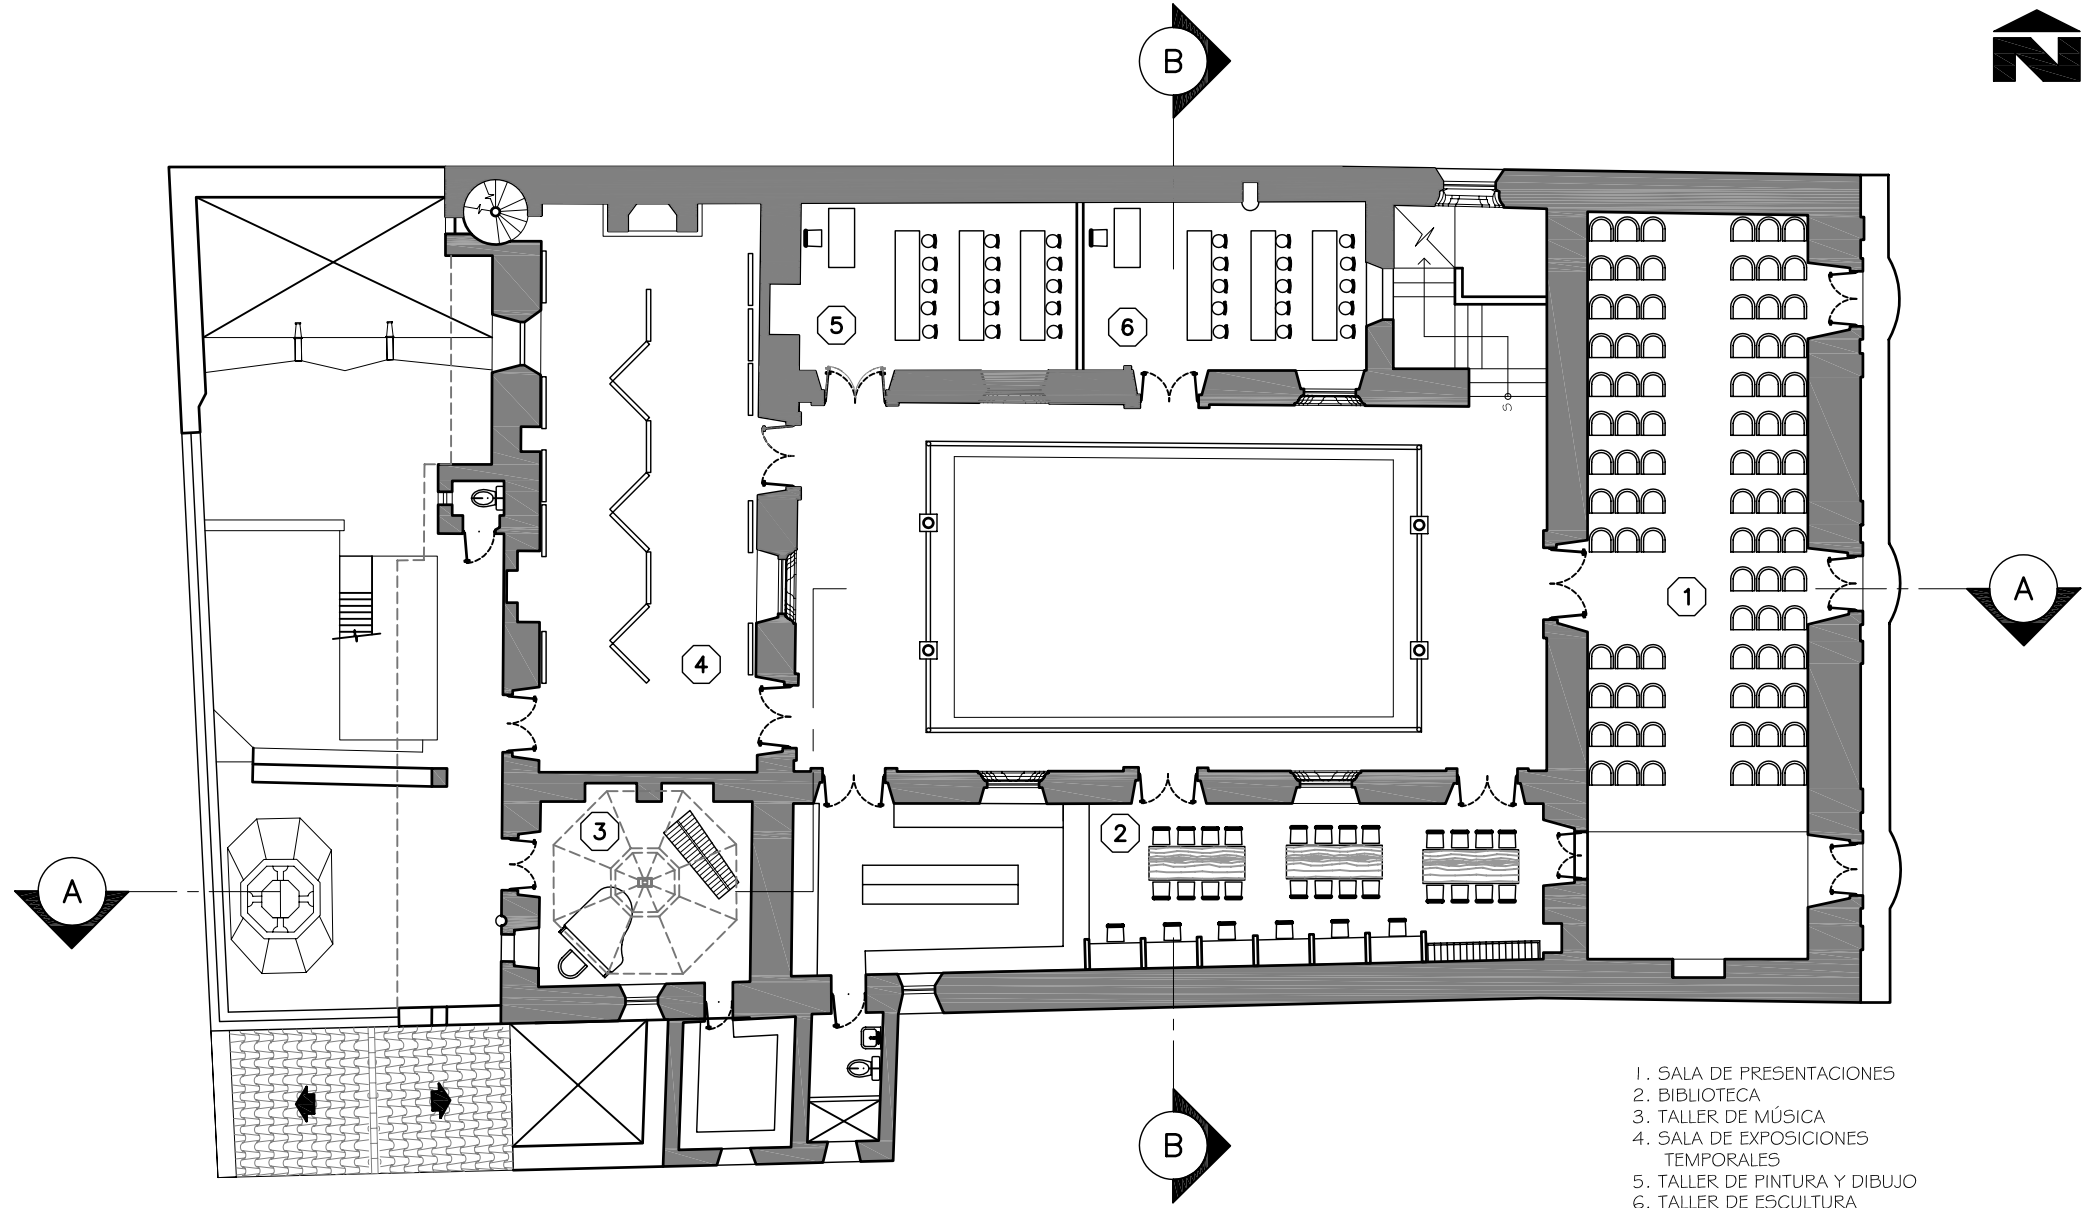 B
N
5
6
S
4
1
A
3
2
A
B
1. SALA DE PRESENTACIONES
2. BIBLIOTECA
3. TALLER DE MÚSICA
4. SALA DE EXPOSICIONES
TEMPORALES
5. TALLER DE PINTURA Y DIBUJO
6. TALLER DE ESCULTURA